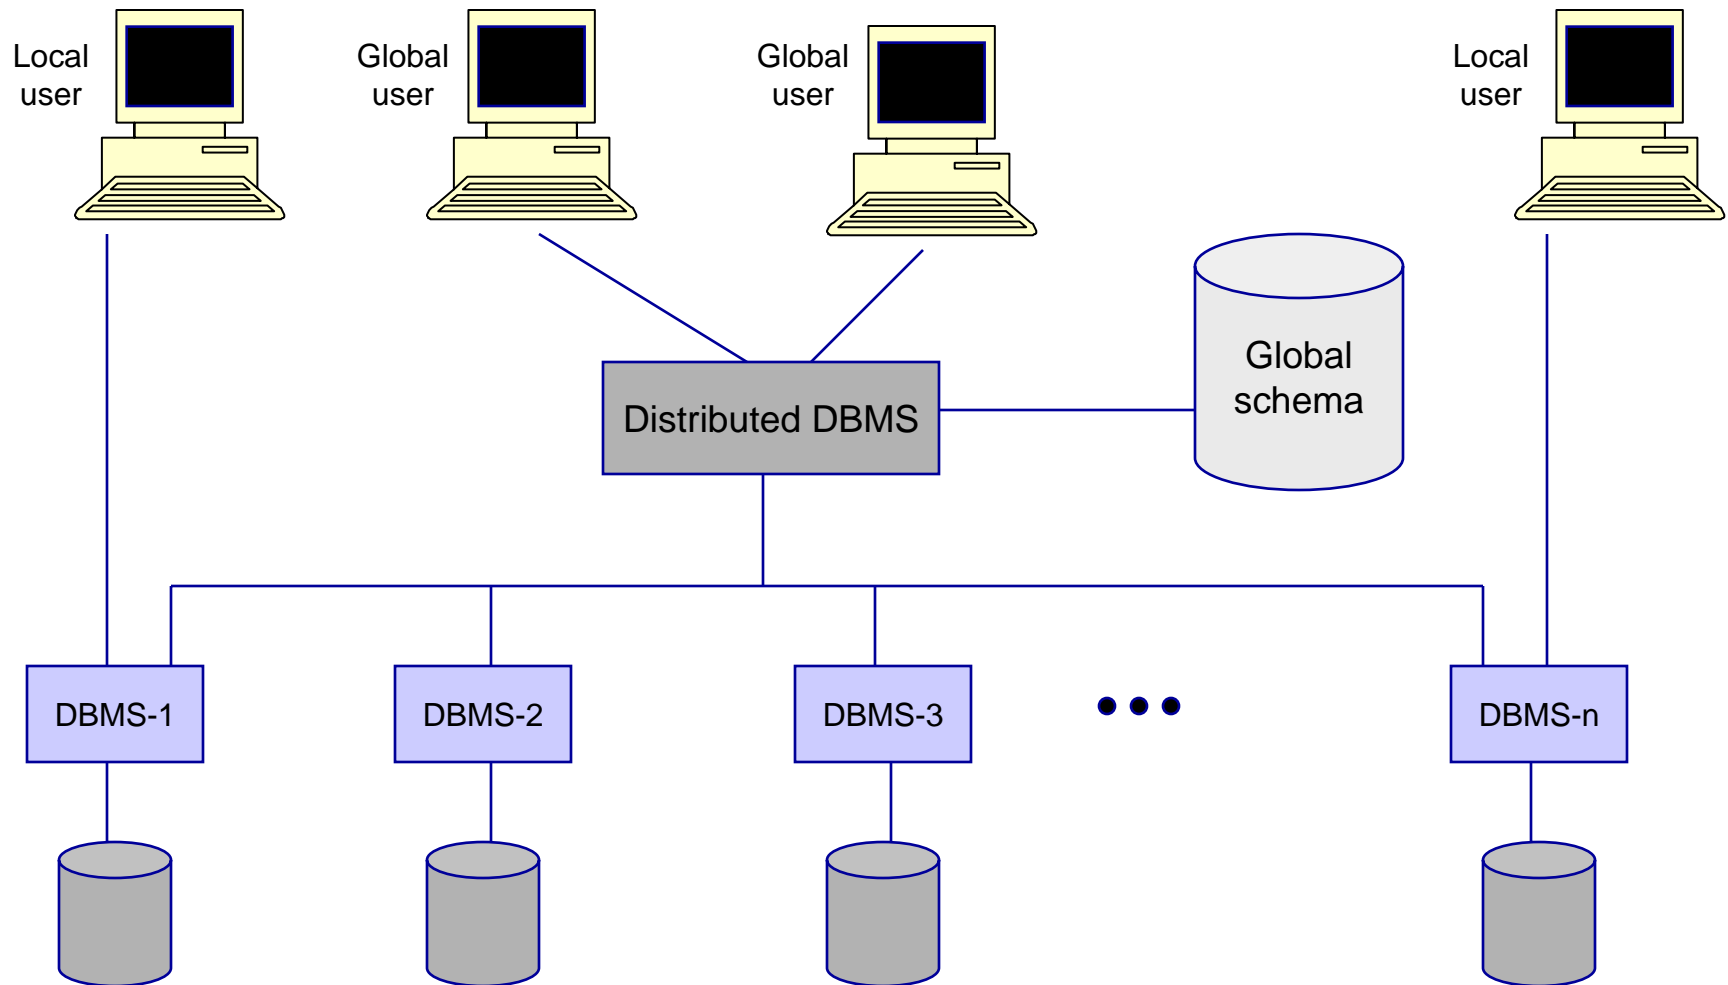 Local
user
Global
user
Global
user
Local
user
Global
schema
Distributed DBMS
DBMS-1
DBMS-2
DBMS-3
DBMS-n